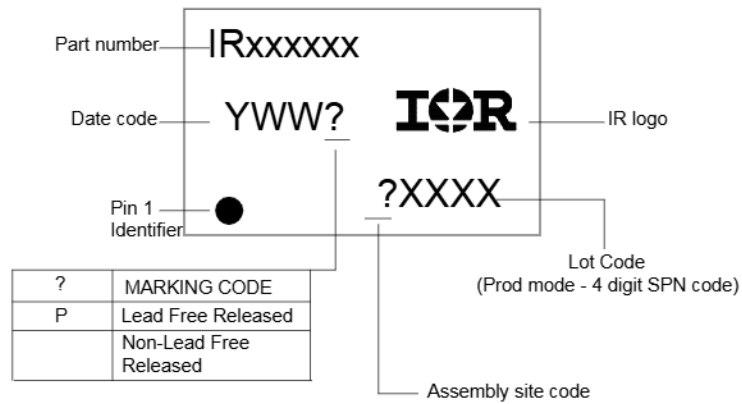 Part number
IRxxxxxx
Date code
YWW?
IOR
IR logo
Pin 1
Identifier
?XXXX
Lot Code
(Prod mode - 4 digit SPN code)
? MARKING CODE
P Lead Free Released
Non-Lead Free
Released
Assembly site code